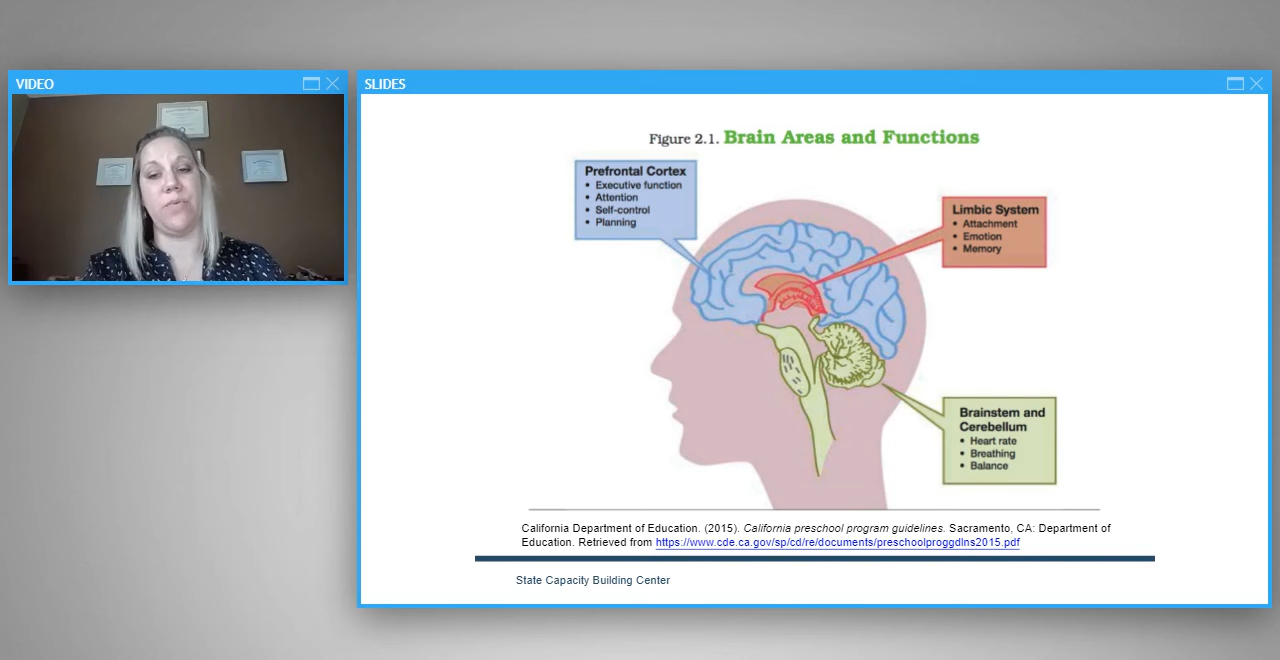 VIDEO
SLIDES
Figure 2.1. Brain Areas and Functions
Prefrontal Cortex
• Executive function
• Attention
• Self-control
• Planning
Limbic System
• Attachment
• Emotion
• Memory
Brainstem and
Cerebellum
• Heart rate
• Breathing
• Balance
California Department of Education. (2015). California preschool program guidelines. Sacramento, CA: Department of
Education. Retrieved from https://www.cde.ca.gov/sp/cd/re/documents/preschoolproggdlns2015.pdf
State Capacity Building Center